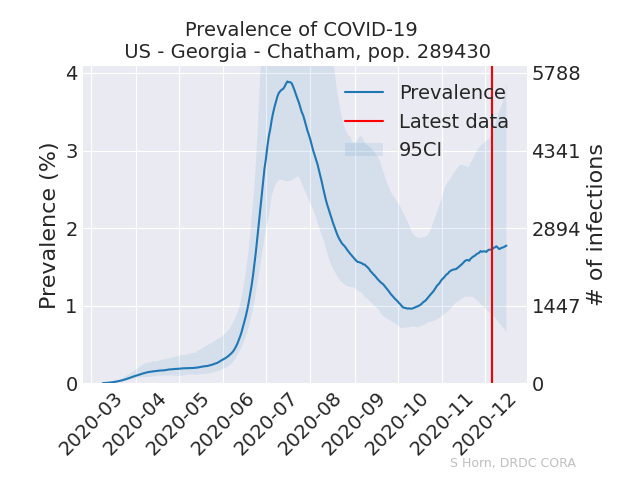 Prevalence of COVID-19
US - Georgia - Chatham, pop. 289430
Prevalence (%)
4
3
2
1
0
Prevalence
Latest data
95CI
5788
4341
2894
1447
0
# of infections
2020-03
2020-04
2020-05
2020-06
2020-07
2020-08
2020-09
2020-10
2020-11
2020-12
S Horn, DRDC CORA